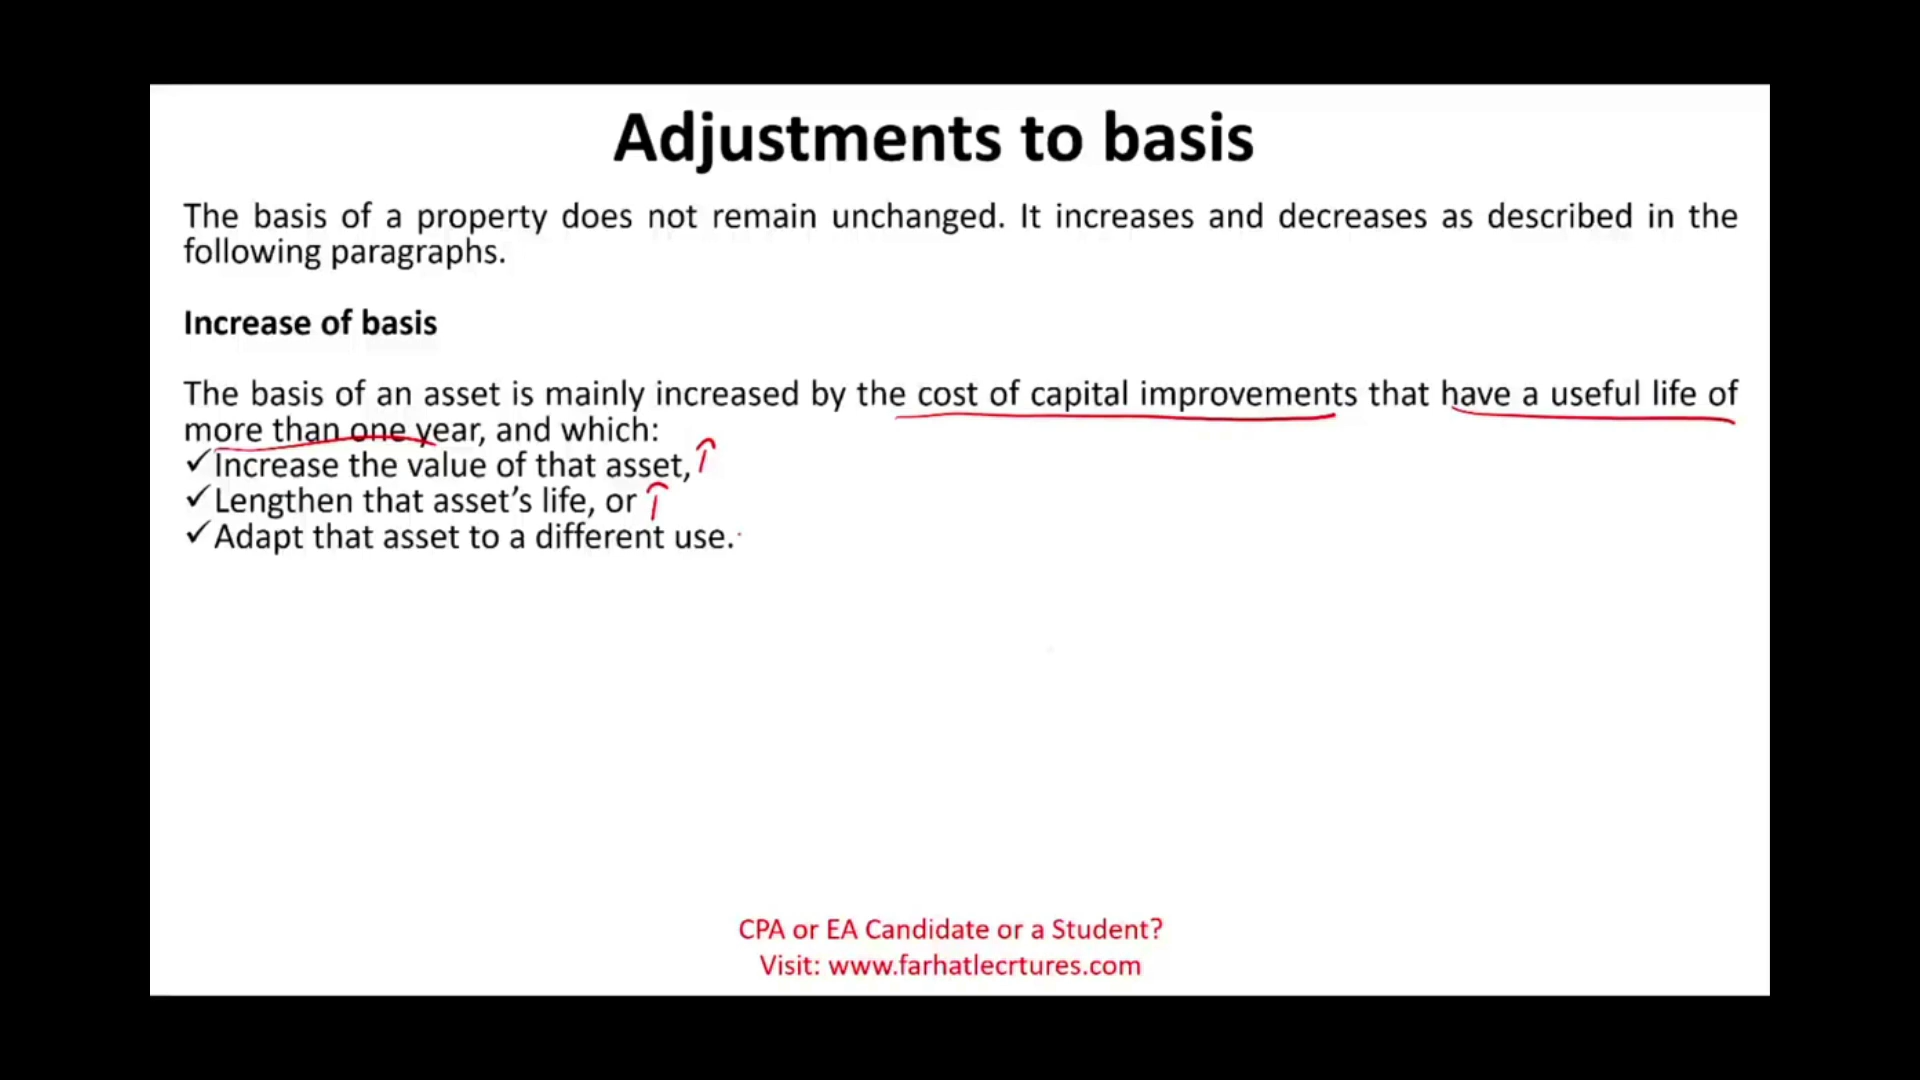 Adjustments to basis
The basis of a property does not remain unchanged. It increases and decreases as described in the
following paragraphs.
Increase of basis
The basis of an asset is mainly increased by the cost of capital improvements that have a useful life of
more than one year, and which:
✓Increase the value of that asset,
✓Lengthen that asset's life, or
✓Adapt that asset to a different use.
CPA or EA Candidate or a Student?
Visit: www.farhatlecrtures.com